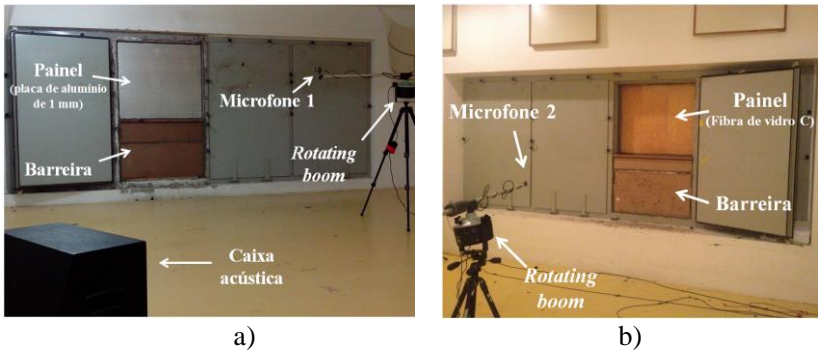 Painel
(placa de alumínio
de 1 mm)
Microfone 1
Barreira
Rotating
boom
Caixa
acústica
a)
Microfone 2
Painel
(Fibra de vidro C)
Barreira
Rotating
boom
b)